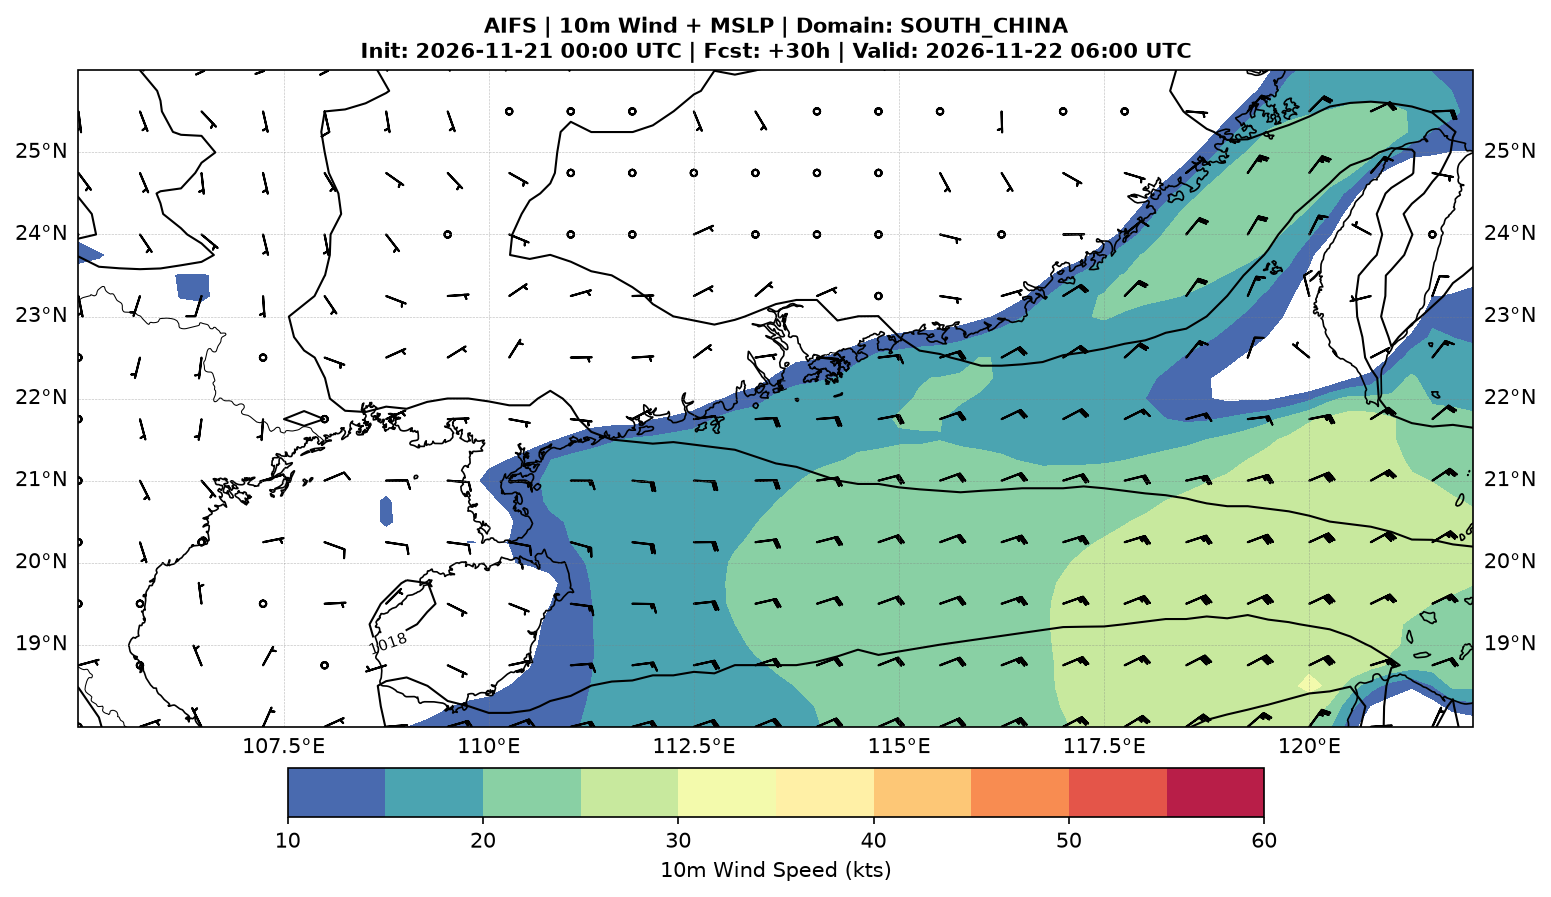 AIFS | 10m Wind + MSLP | Domain: SOUTH_CHINA
Init: 2026-11-21 00:00 UTC | Fcst: +30h | Valid: 2026-11-22 06:00 UTC
25°N 25°N
24°N 24°N
23°N 23°N
22°N 22°N
21°N 21°N
20°N 20°N
19°N 19°N
1018
107.5°E 110°E 112.5°E 115°E 117.5°E 120°E
10 20 30 40 50 60
10m Wind Speed (kts)